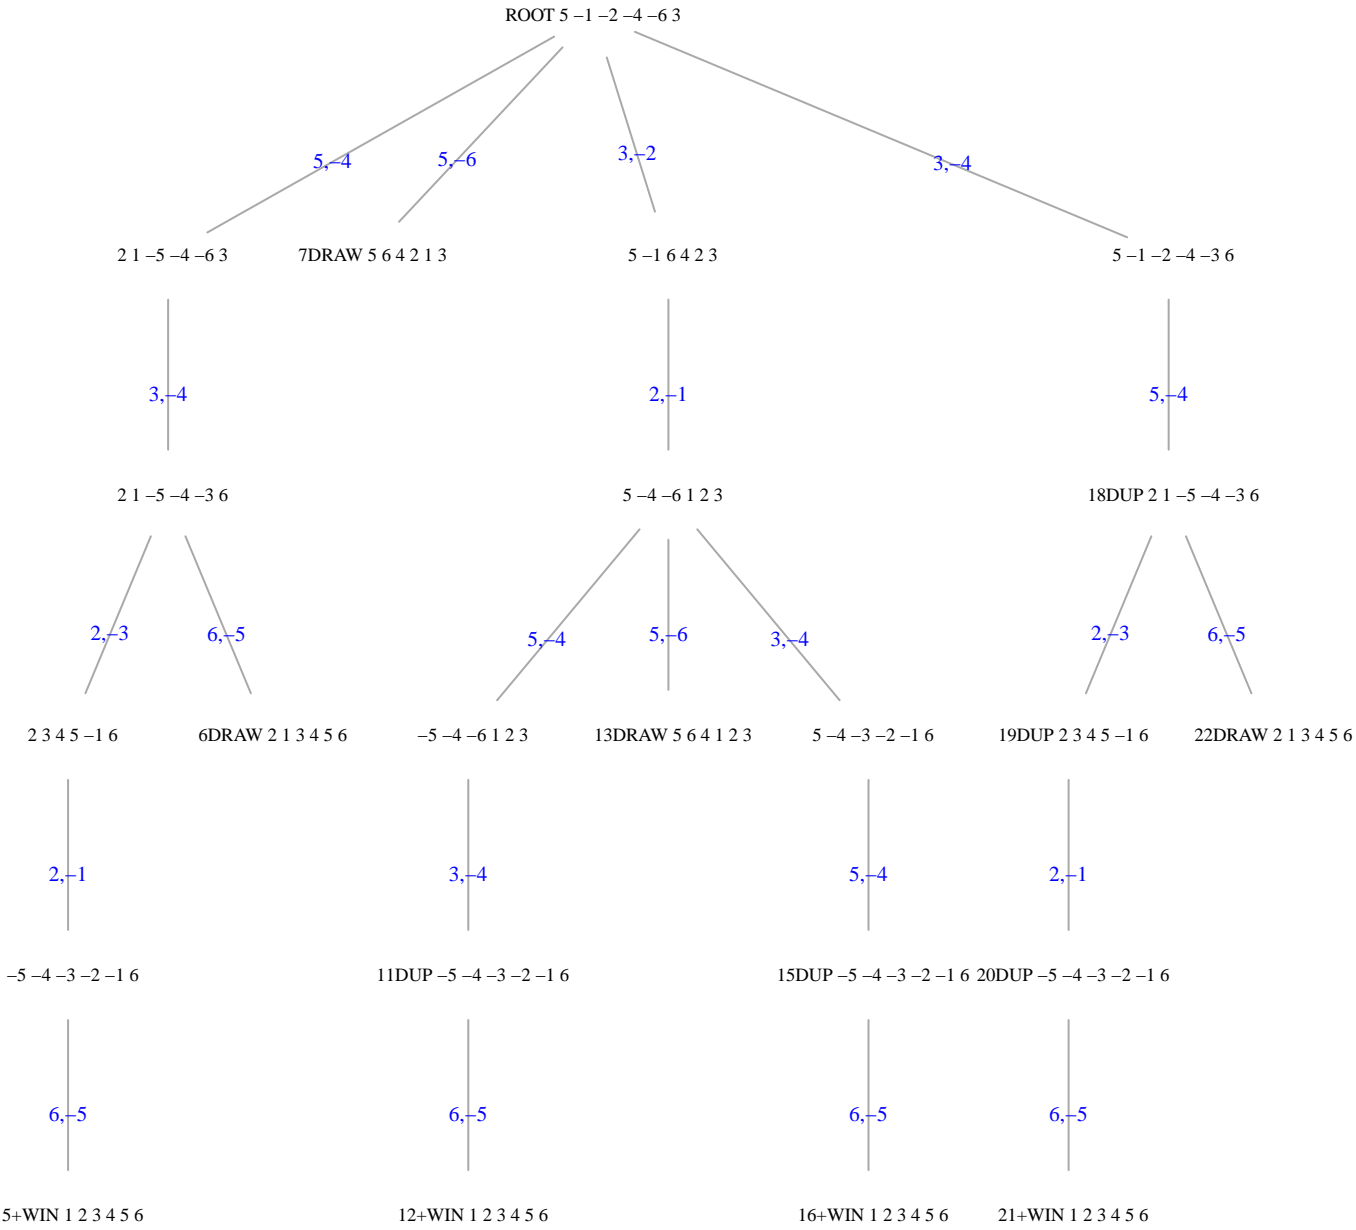 ROOT 5 –1 –2 –4 –6 3
5,–4
5,–6
3,–2
3,–4
2 1 –5 –4 –6 3
7DRAW 5 6 4 2 1 3
5 –1 6 4 2 3
5 –1 –2 –4 –3 6
3,–4
2,–1
5,–4
2 1 –5 –4 –3 6
5 –4 –6 1 2 3
18DUP 2 1 –5 –4 –3 6
2,–3
6,–5
5,–4
5,–6
3,–4
2,–3
6,–5
2 3 4 5 –1 6
6DRAW 2 1 3 4 5 6
–5 –4 –6 1 2 3
13DRAW 5 6 4 1 2 3
5 –4 –3 –2 –1 6
19DUP 2 3 4 5 –1 6
22DRAW 2 1 3 4 5 6
2,–1
3,–4
5,–4
2,–1
–5 –4 –3 –2 –1 6
11DUP –5 –4 –3 –2 –1 6
15DUP –5 –4 –3 –2 –1 6
20DUP –5 –4 –3 –2 –1 6
6,–5
6,–5
6,–5
6,–5
5+WIN 1 2 3 4 5 6
12+WIN 1 2 3 4 5 6
16+WIN 1 2 3 4 5 6
21+WIN 1 2 3 4 5 6